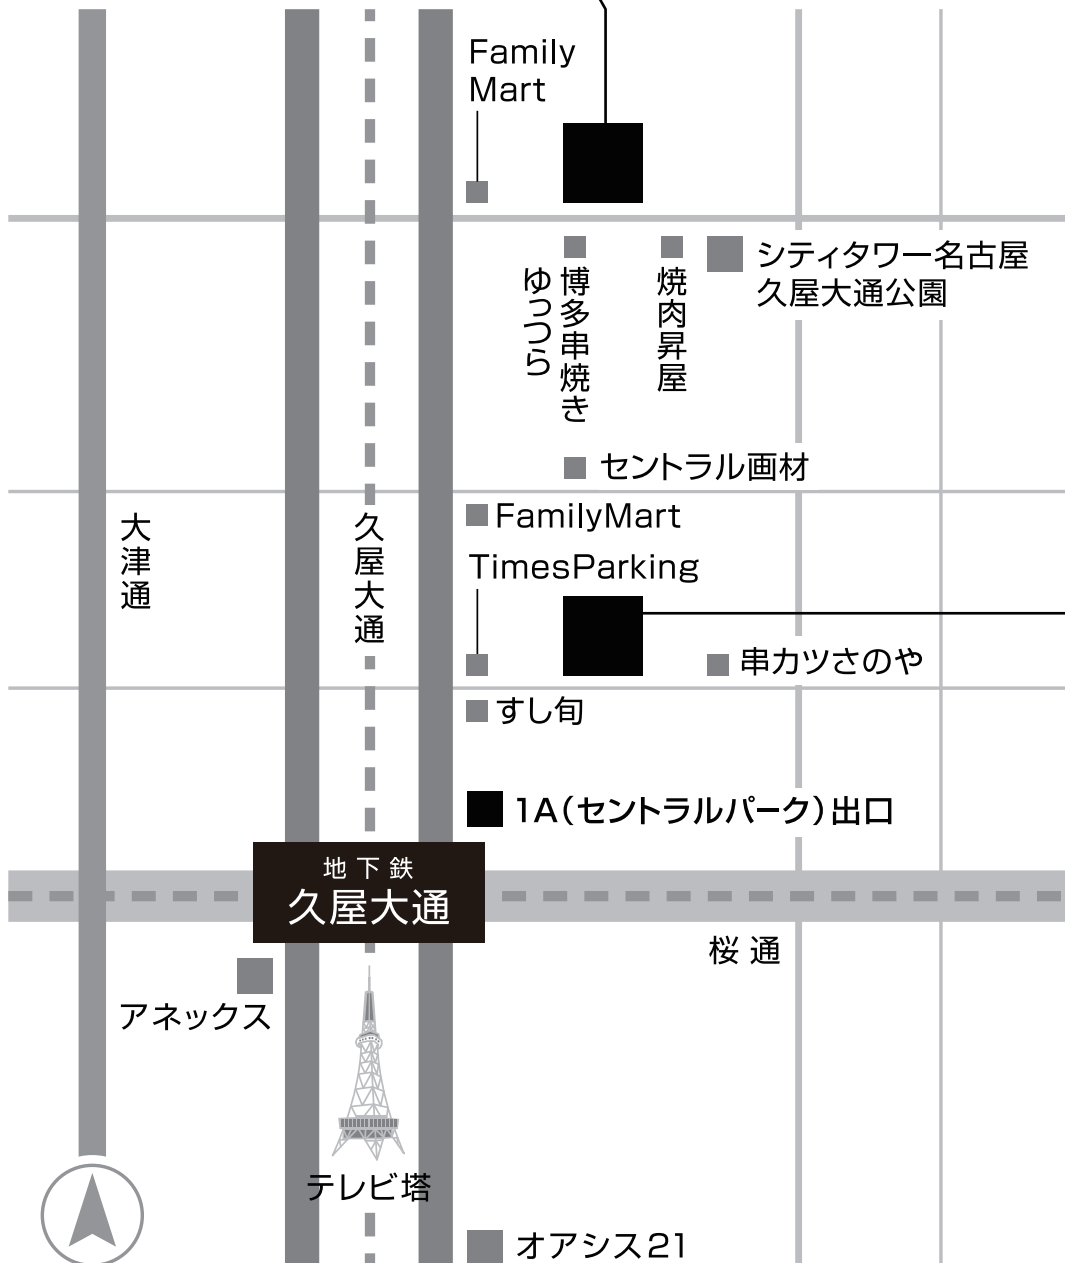 Family
Mart
シティタワー名古屋
久屋大通公園
博多串焼き
ゆっつら
焼肉昇屋
セントラル画材
FamilyMart
大津通
久屋大通
TimesParking
串カツさのや
すし旬
1A(セントラルパーク)出口
地下鉄
久屋大通
桜通
アネックス
テレビ塔
オアシス21